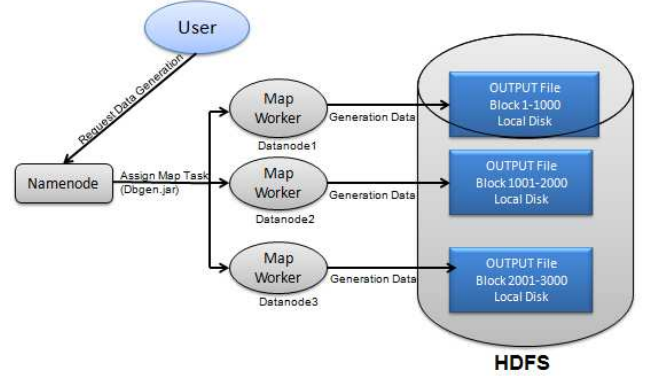 User
Request Data Generation
Namenode
Assign Map Task
(Dbgen.jar)
Map
Worker
Datanode1
Generation Data
OUTPUT File
Block 1-1000
Local Disk
Map
Worker
Datanode2
Generation Data
OUTPUT File
Block 1001-2000
Local Disk
Map
Worker
Datanode3
Generation Data
OUTPUT File
Block 2001-3000
Local Disk
HDFS